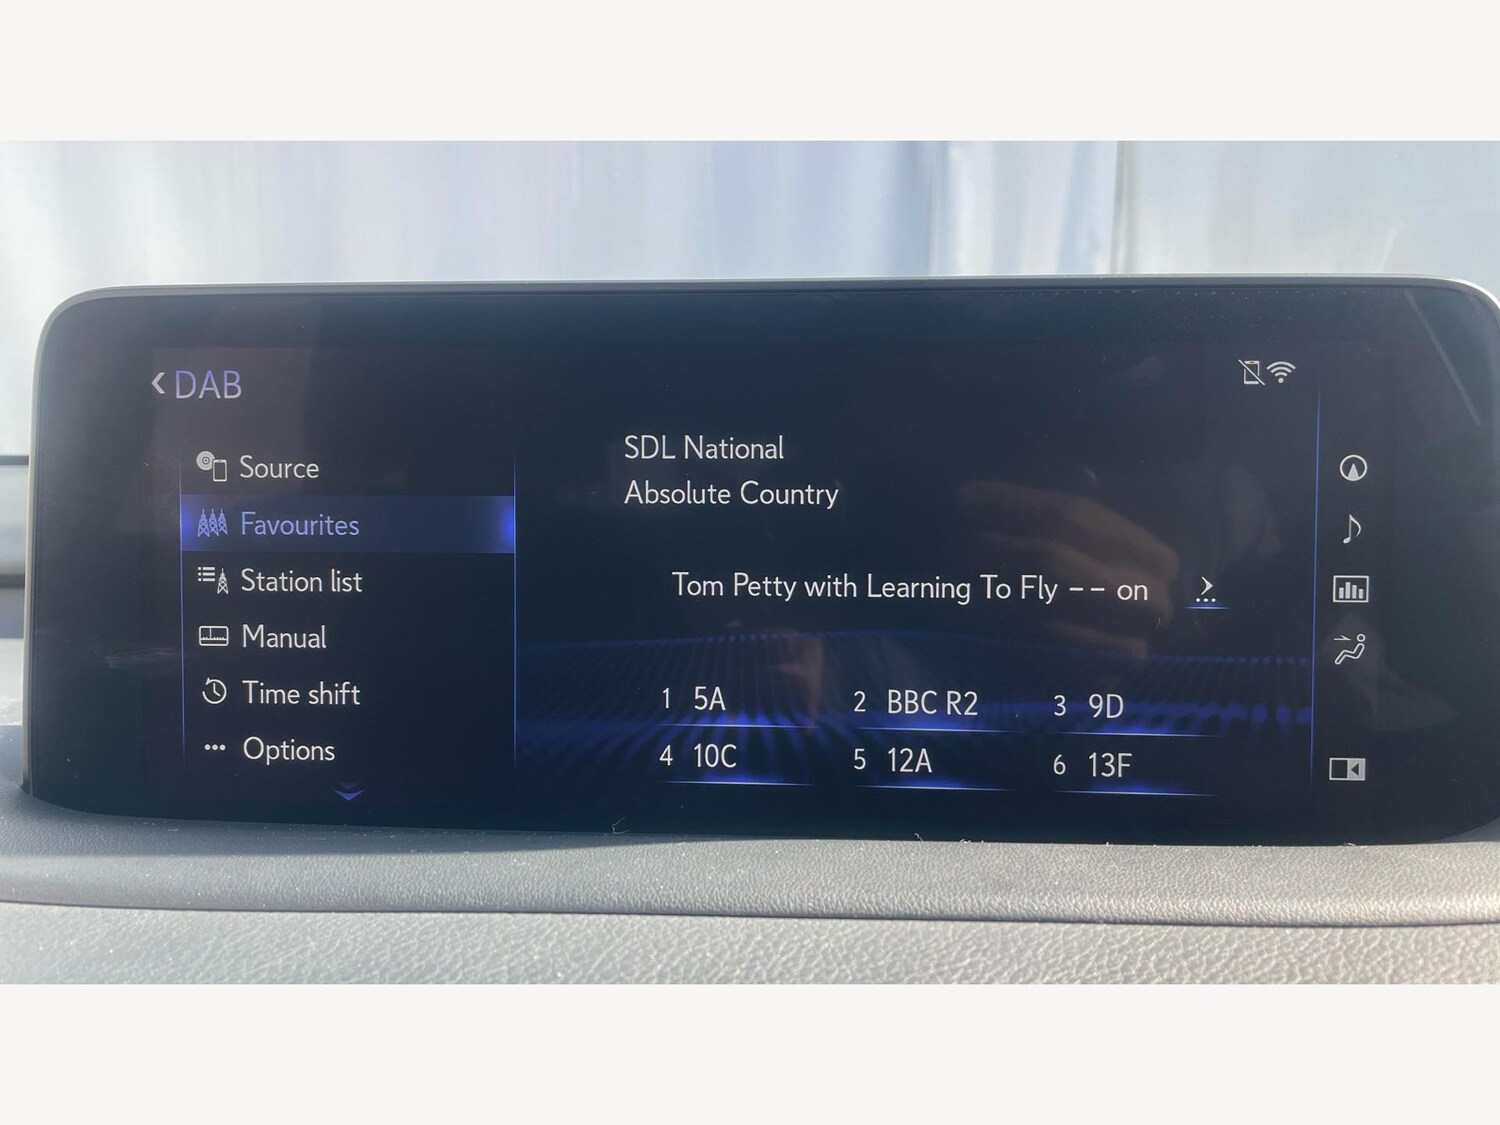 DAB
Source
Favourites
Station list
Manual
Time shift
Options
SDL National
Absolute Country
Tom Petty with Learning To Fly -- on
1 5A 2 BBC R2 3 9D
4 10C 5 12A 6 13F